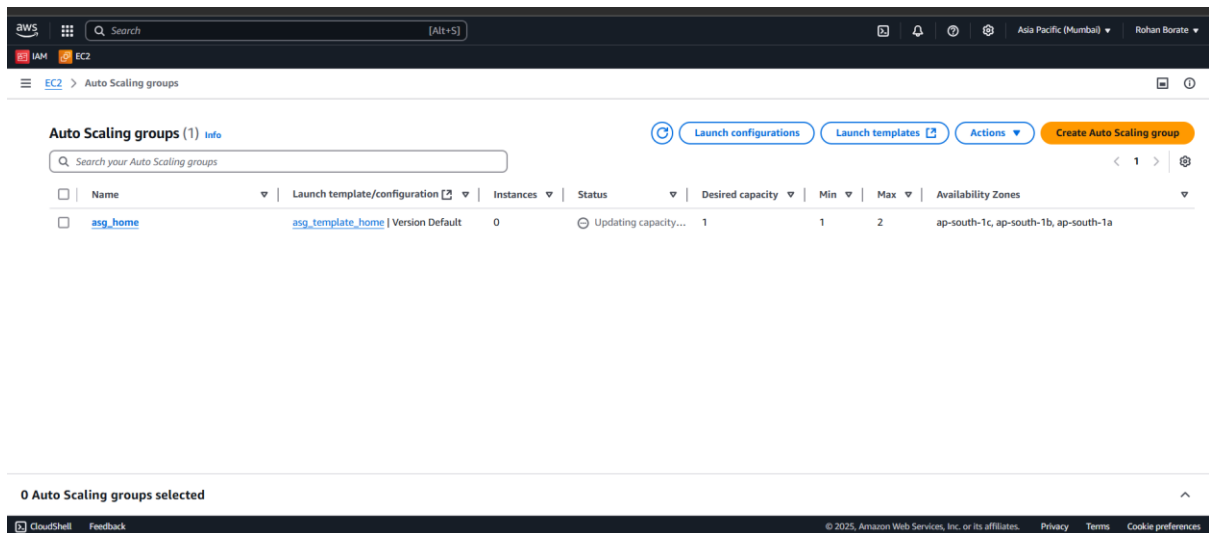 aws Search [Alt+S] Asia Pacific (Mumbai) Rohan Borate
IAM EC2
EC2 > Auto Scaling groups
Auto Scaling groups (1) Info Launch configurations Launch templates Actions Create Auto Scaling group
Search your Auto Scaling groups < 1 >
Name Launch template/configuration Instances Status Desired capacity Min Max Availability Zones
asg_home asg_template_home | Version Default 0 Updating capacity... 1 1 2 ap-south-1c, ap-south-1b, ap-south-1a
0 Auto Scaling groups selected
CloudShell Feedback © 2025, Amazon Web Services, Inc. or its affiliates. Privacy Terms Cookie preferences